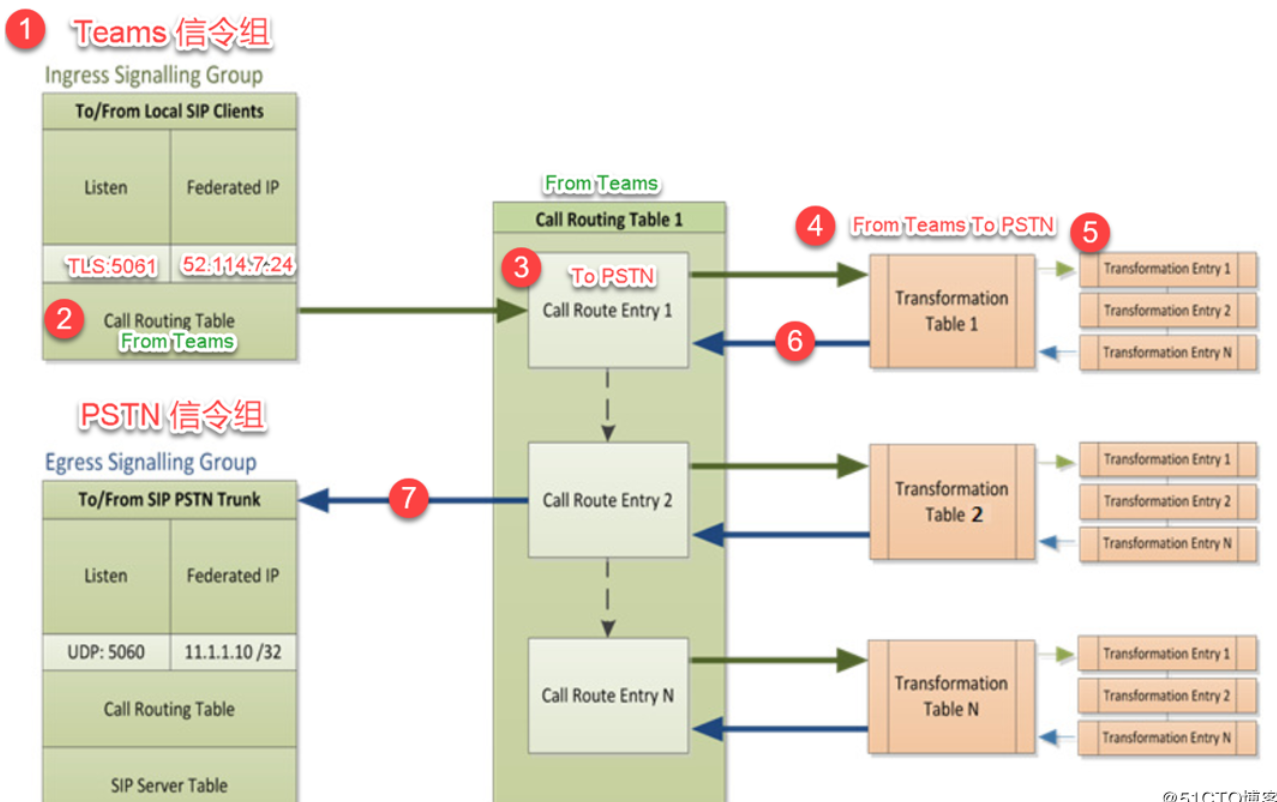 1 Teams 信令组
Ingress Signalling Group
To/From Local SIP Clients
Listen
Federated IP
TLS:5061
52.114.7.24
2
Call Routing Table
From Teams
PSTN 信令组
Egress Signalling Group
To/From SIP PSTN Trunk
Listen
Federated IP
UDP: 5060
11.1.1.10 /32
Call Routing Table
SIP Server Table
7
From Teams
Call Routing Table 1
3
To PSTN
Call Route Entry 1
Call Route Entry 2
Call Route Entry N
4 From Teams To PSTN 5
Transformation
Table 1
6
Transformation Entry 1
Transformation Entry 2
Transformation Entry N
Transformation
Table 2
Transformation Entry 1
Transformation Entry 2
Transformation Entry N
Transformation
Table N
Transformation Entry 1
Transformation Entry 2
Transformation Entry N
@51CTO博客